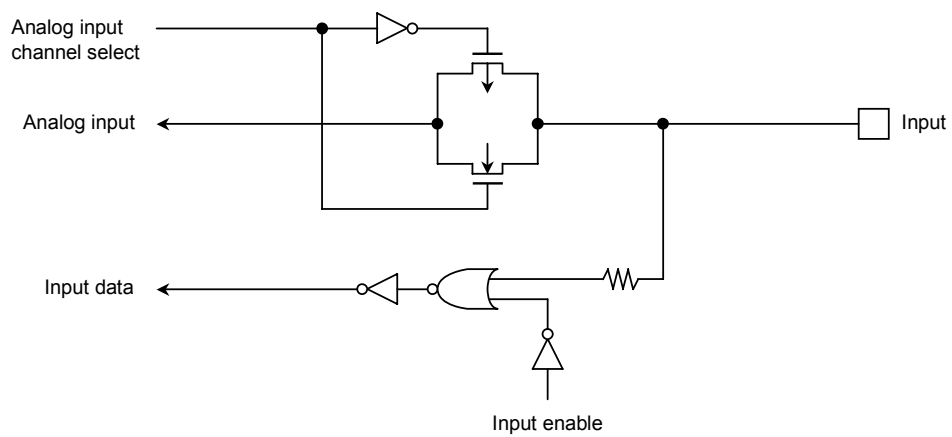 Analog input
channel select
Analog input
Input
Input data
Input enable